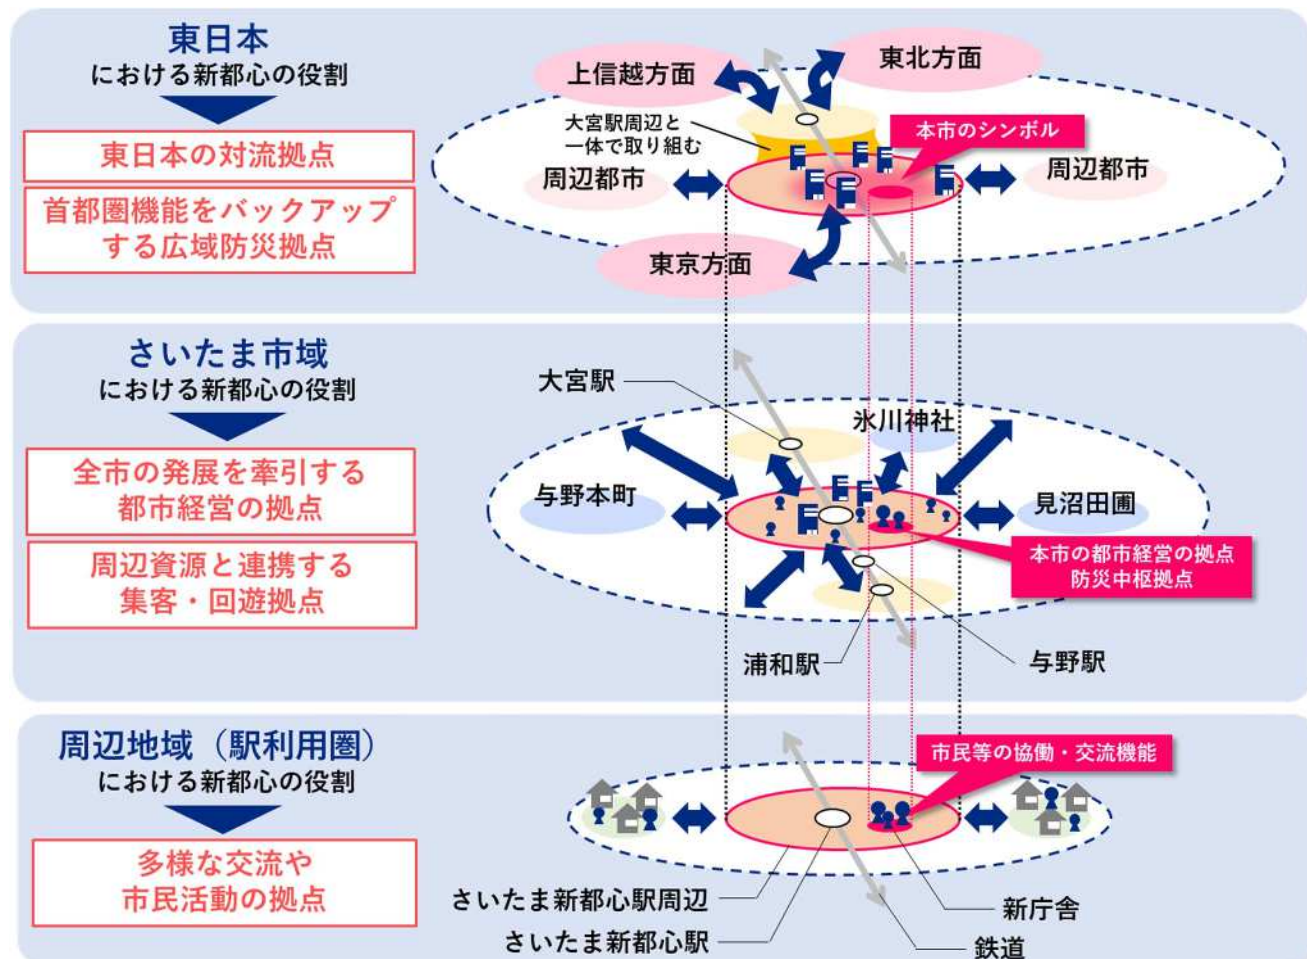 東日本
における新都心の役割
東日本の対流拠点
首都圏機能をバックアップ
する広域防災拠点
上信越方面
東北方面
大宮駅周辺と
一体で取り組む
本市のシンボル
周辺都市
周辺都市
東京方面
さいたま市域
における新都心の役割
全市の発展を牽引する
都市経営の拠点
周辺資源と連携する
集客・回遊拠点
大宮駅
氷川神社
与野本町
見沼田圃
本市の都市経営の拠点
防災中枢拠点
浦和駅
与野駅
周辺地域（駅利用圏）
における新都心の役割
多様な交流や
市民活動の拠点
市民等の協働・交流機能
さいたま新都心駅周辺
さいたま新都心駅
新庁舎
鉄道